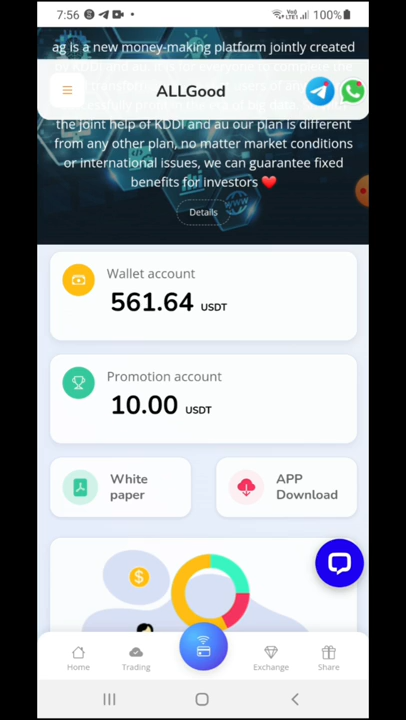 7:56
Vo))
LTE1
100%
ag is a new money-making platform jointly created
ALLGood
the joint help of KDDI and au our plan is different
from any other plan, no matter market conditions
or international issues, we can guarantee fixed
benefits for investors ❤️
Details
Wallet account
561.64 USDT
Promotion account
10.00 USDT
White
paper
APP
Download
Home
Trading
Exchange
Share